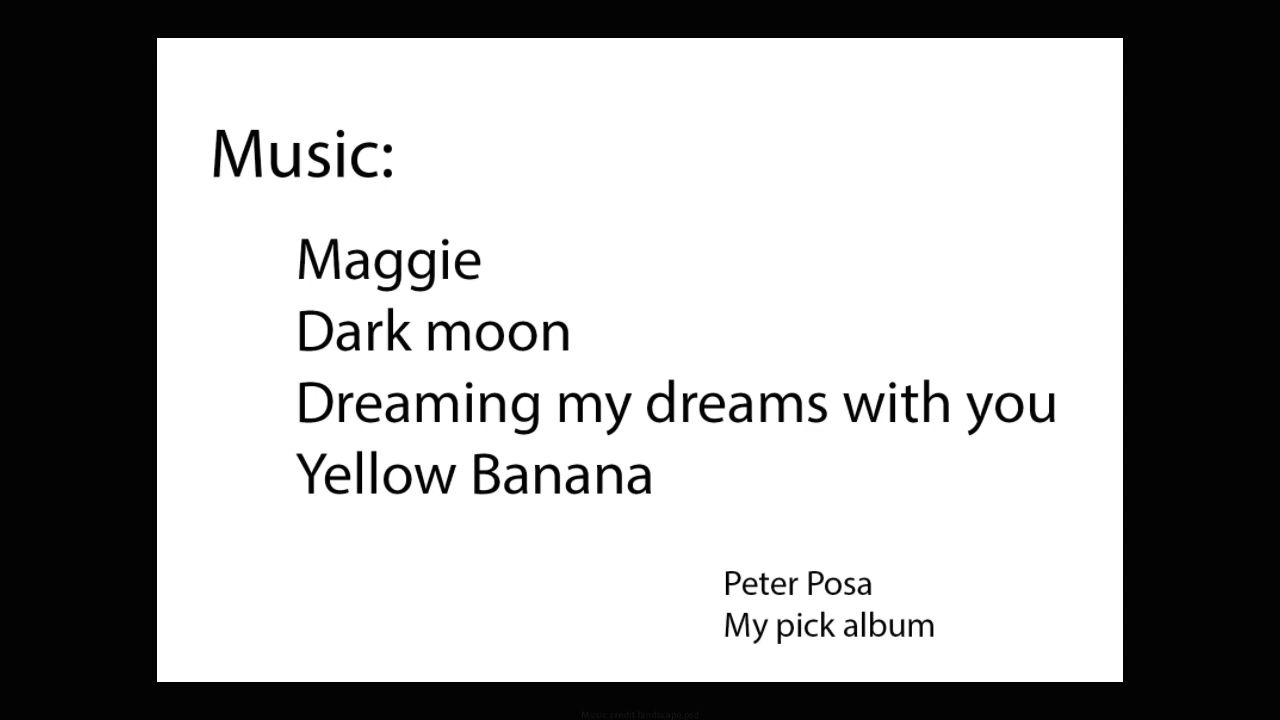 Music:
Maggie
Dark moon
Dreaming my dreams with you
Yellow Banana
Peter Posa
My pick album